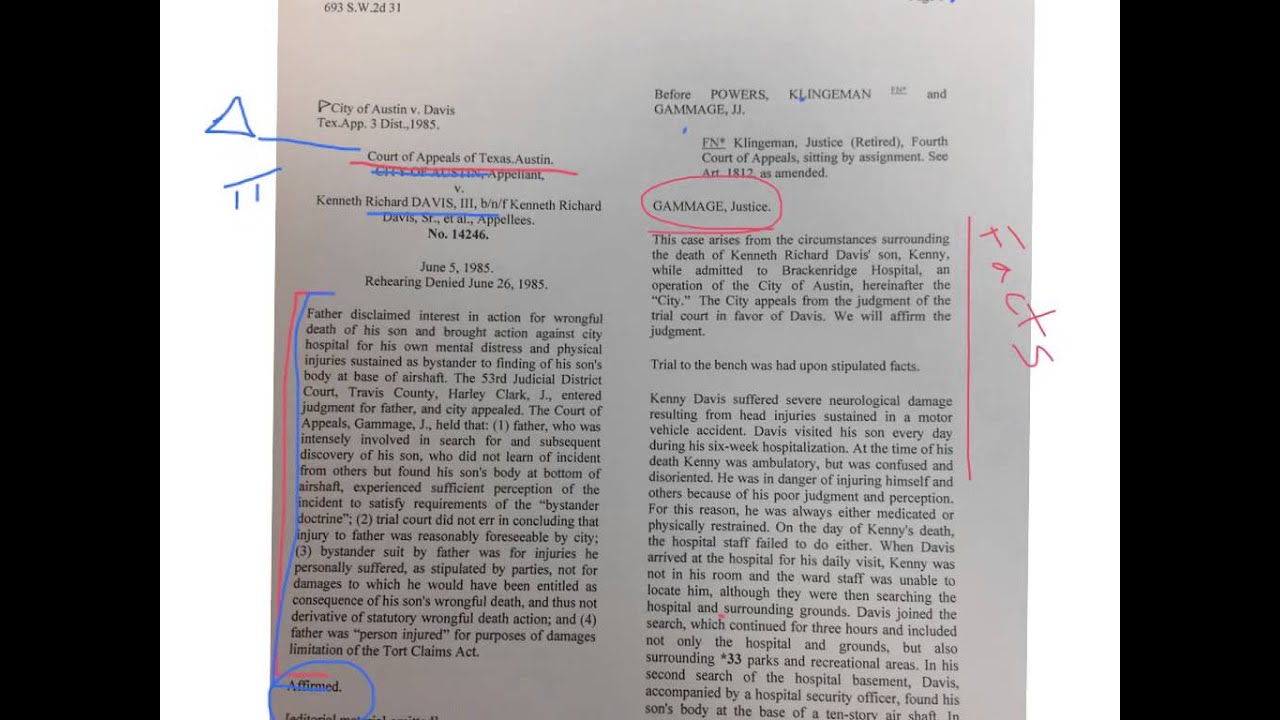 693 S.W.2d 31
City of Austin v. Davis
Tex.App. 3 Dist.,1985.
Court of Appeals of Texas.Austin.
CITY OF AUSTIN, Appellant,
v.
Kenneth Richard DAVIS, III, b/n/f Kenneth Richard
Davis, Sr., et al., Appellees.
No. 14246.
June 5, 1985.
Rehearing Denied June 26, 1985.
Father disclaimed interest in action for wrongful
death of his son and brought action against city
hospital for his own mental distress and physical
injuries sustained as bystander to finding of his son's
body at base of airshaft. The 53rd Judicial District
Court, Travis County, Harley Clark, J., entered
judgment for father, and city appealed. The Court of
Appeals, Gammage, J., held that: (1) father, who was
intensely involved in search for and subsequent
discovery of his son, who did not learn of incident
from others but found his son's body at bottom of
airshaft, experienced sufficient perception of the
incident to satisfy requirements of the “bystander
doctrine”; (2) trial court did not err in concluding that
injury to father was reasonably foreseeable by city;
(3) bystander suit by father was for injuries he
personally suffered, as stipulated by parties, not for
damages to which he would have been entitled as
consequence of his son's wrongful death, and thus not
derivative of statutory wrongful death action; and (4)
father was “person injured” for purposes of damages
limitation of the Tort Claims Act.
Affirmed.
Before POWERS, KLINGEMAN FN* and
GAMMAGE, JJ.
FN* Klingeman, Justice (Retired), Fourth
Court of Appeals, sitting by assignment. See
Art. 1812, as amended.
GAMMAGE, Justice.
This case arises from the circumstances surrounding
the death of Kenneth Richard Davis' son, Kenny,
while admitted to Brackenridge Hospital, an
operation of the City of Austin, hereinafter the
“City.” The City appeals from the judgment of the
trial court in favor of Davis. We will affirm the
judgment.
Trial to the bench was had upon stipulated facts.
Kenny Davis suffered severe neurological damage
resulting from head injuries sustained in a motor
vehicle accident. Davis visited his son every day
during his six-week hospitalization. At the time of his
death Kenny was ambulatory, but was confused and
disoriented. He was in danger of injuring himself and
others because of his poor judgment and perception.
For this reason, he was always either medicated or
physically restrained. On the day of Kenny's death,
the hospital staff failed to do either. When Davis
arrived at the hospital for his daily visit, Kenny was
not in his room and the ward staff was unable to
locate him, although they were then searching the
hospital and surrounding grounds. Davis joined the
search, which continued for three hours and included
not only the hospital and grounds, but also
surrounding *33 parks and recreational areas. In his
second search of the hospital basement, Davis,
accompanied by a hospital security officer, found his
son's body at the base of a ten-story air shaft. In
Facts